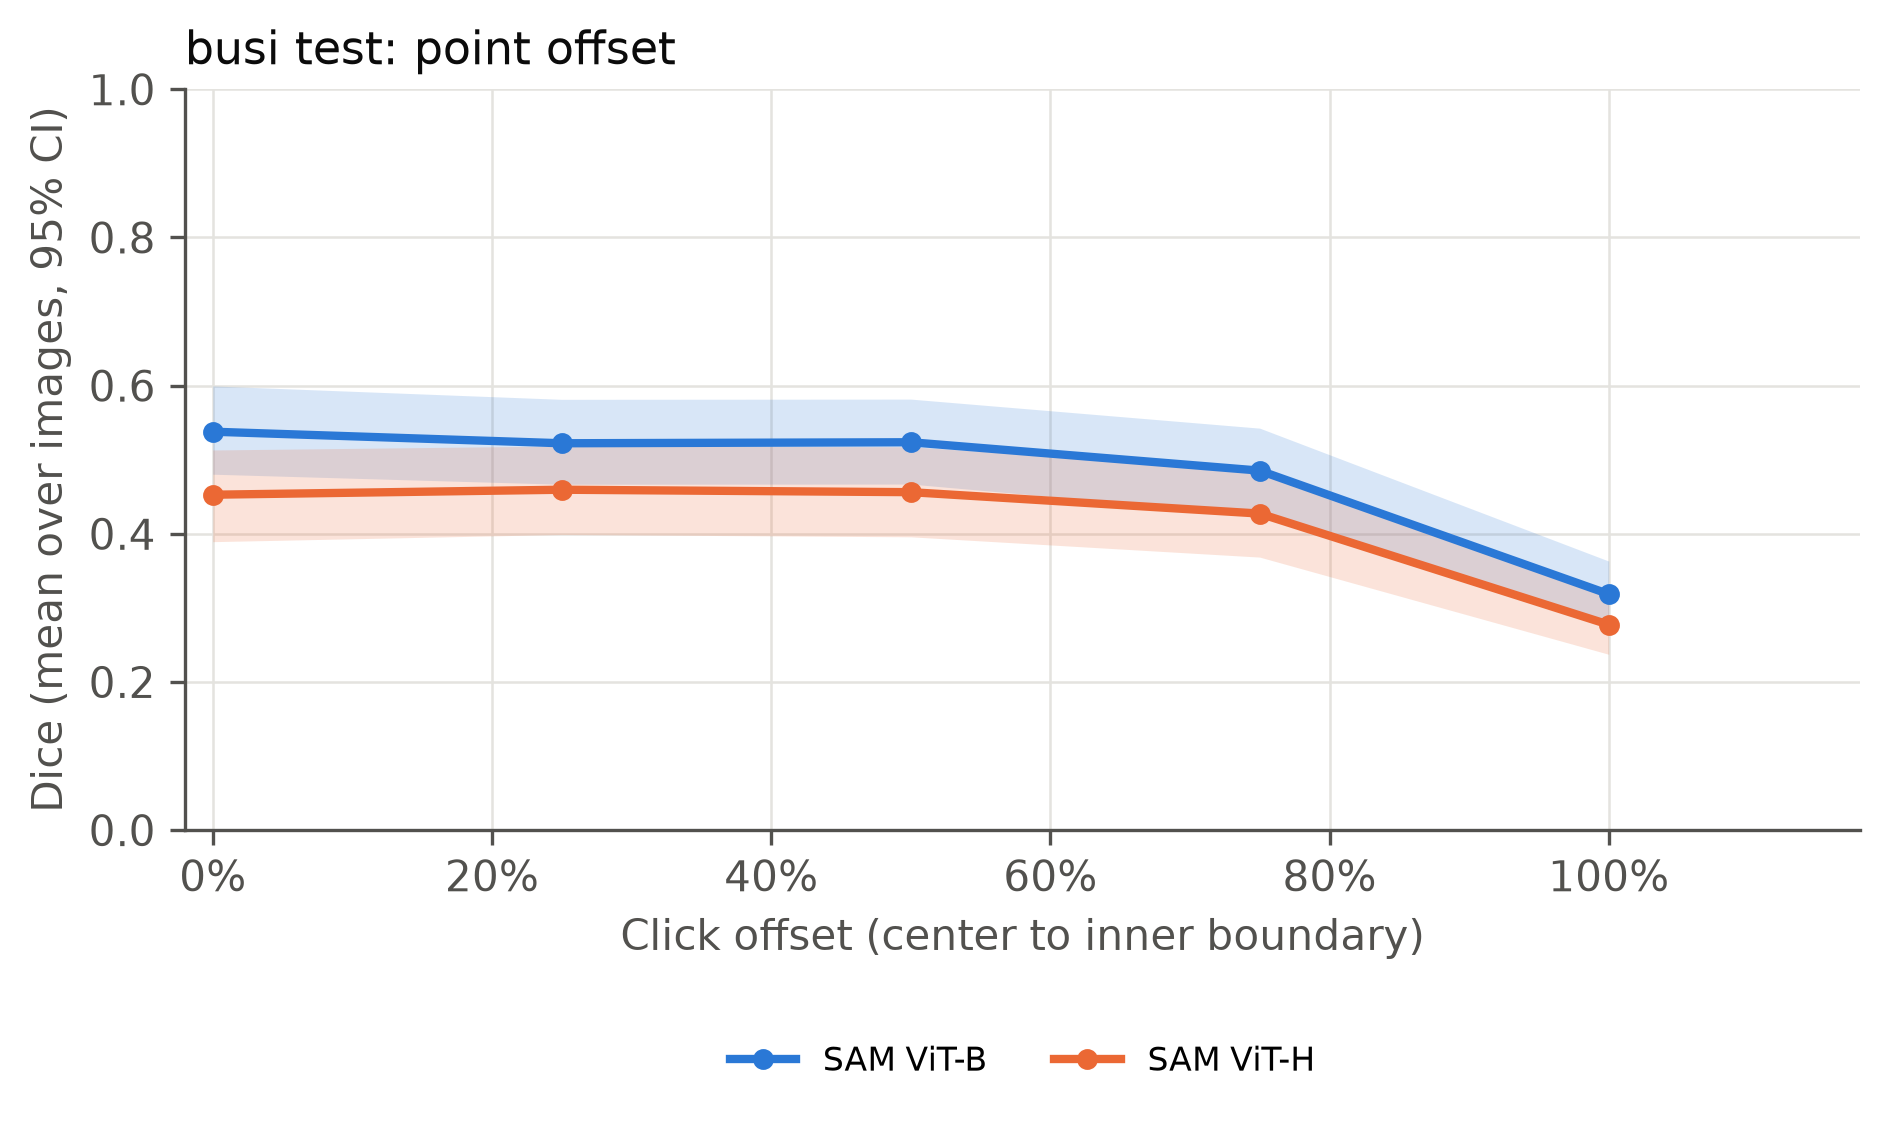 busi test: point offset
Dice (mean over images, 95% CI)
1.0
0.8
0.6
0.4
0.2
0.0
0% 20% 40% 60% 80% 100%
Click offset (center to inner boundary)
SAM ViT-B SAM ViT-H